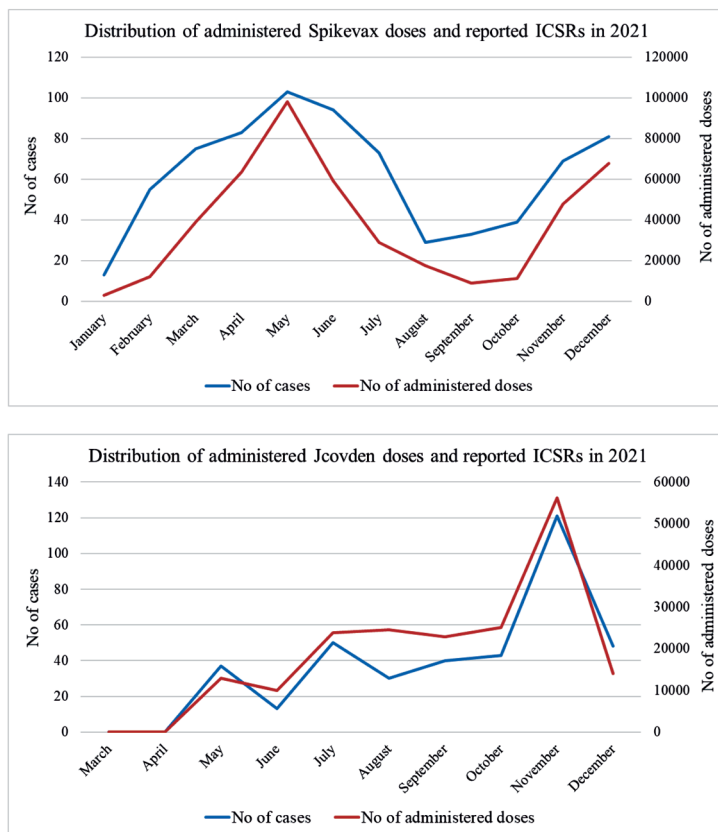 Distribution of administered Spikevax doses and reported ICSRs in 2021
120
100
80
60
40
20
0
No of cases
120000
100000
80000
60000
40000
20000
0
No of administered doses
January
February
March
April
May
June
July
August
September
October
November
December
No of cases
No of administered doses
Distribution of administered Jcovden doses and reported ICSRs in 2021
140
120
100
80
60
40
20
0
No of cases
60000
50000
40000
30000
20000
10000
0
No of administered doses
March
April
May
June
July
August
September
October
November
December
No of cases
No of administered doses